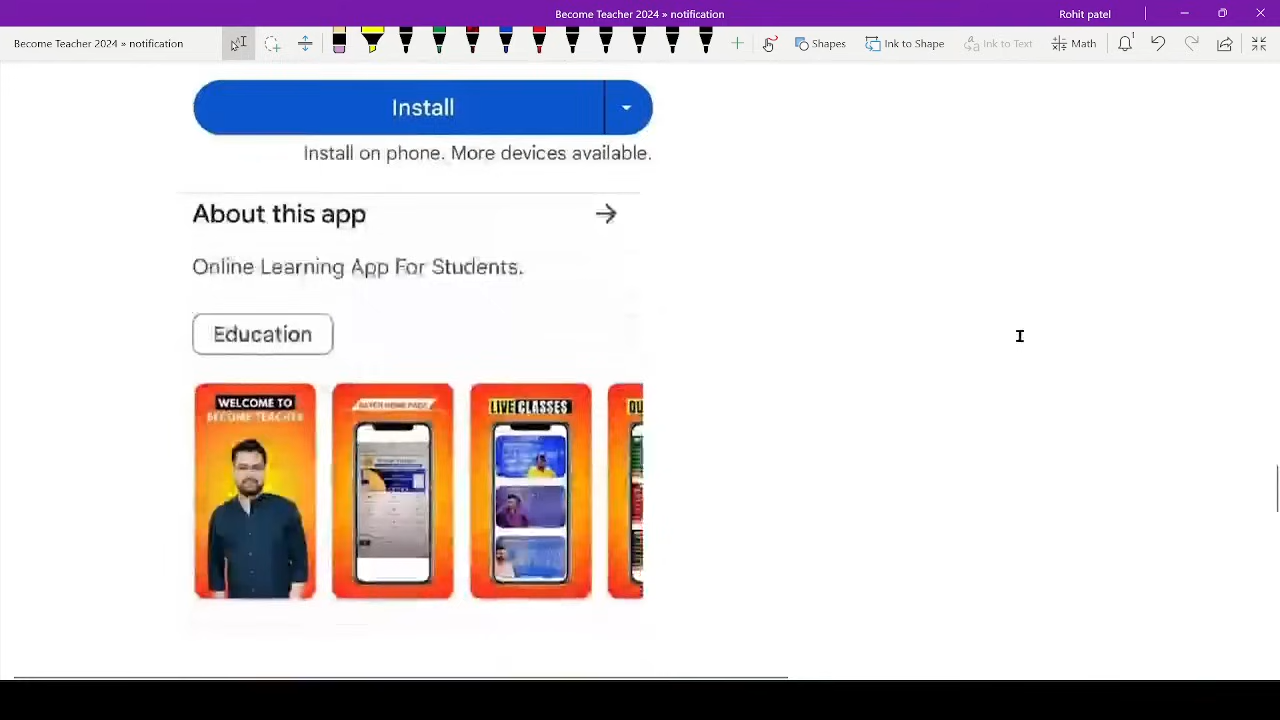 Become Teacher 2024 » notification
Rohit patel
Become Teacher 2024 » notification
Shapes
Ink to Shape
Ink to Text
Math
Install
Install on phone. More devices available.
About this app
Online Learning App For Students.
Education
WELCOME TO
BECOME TEACHER
LIVE CLASSES